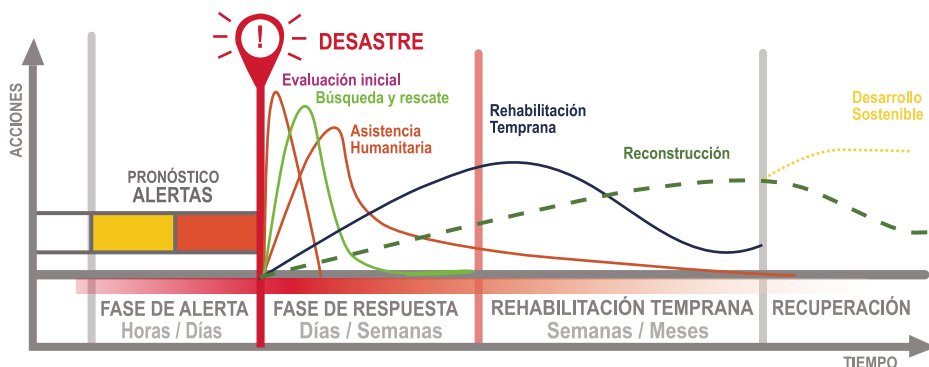 !
DESASTRE
Evaluación inicial
Búsqueda y rescate
Asistencia
Humanitaria
Rehabilitación
Temprana
Reconstrucción
Desarrollo
Sostenible
ACCIONES
PRONÓSTICO
ALERTAS
FASE DE ALERTA
Horas / Días
FASE DE RESPUESTA
Días / Semanas
REHABILITACIÓN TEMPRANA
Semanas / Meses
RECUPERACIÓN
TIEMPO